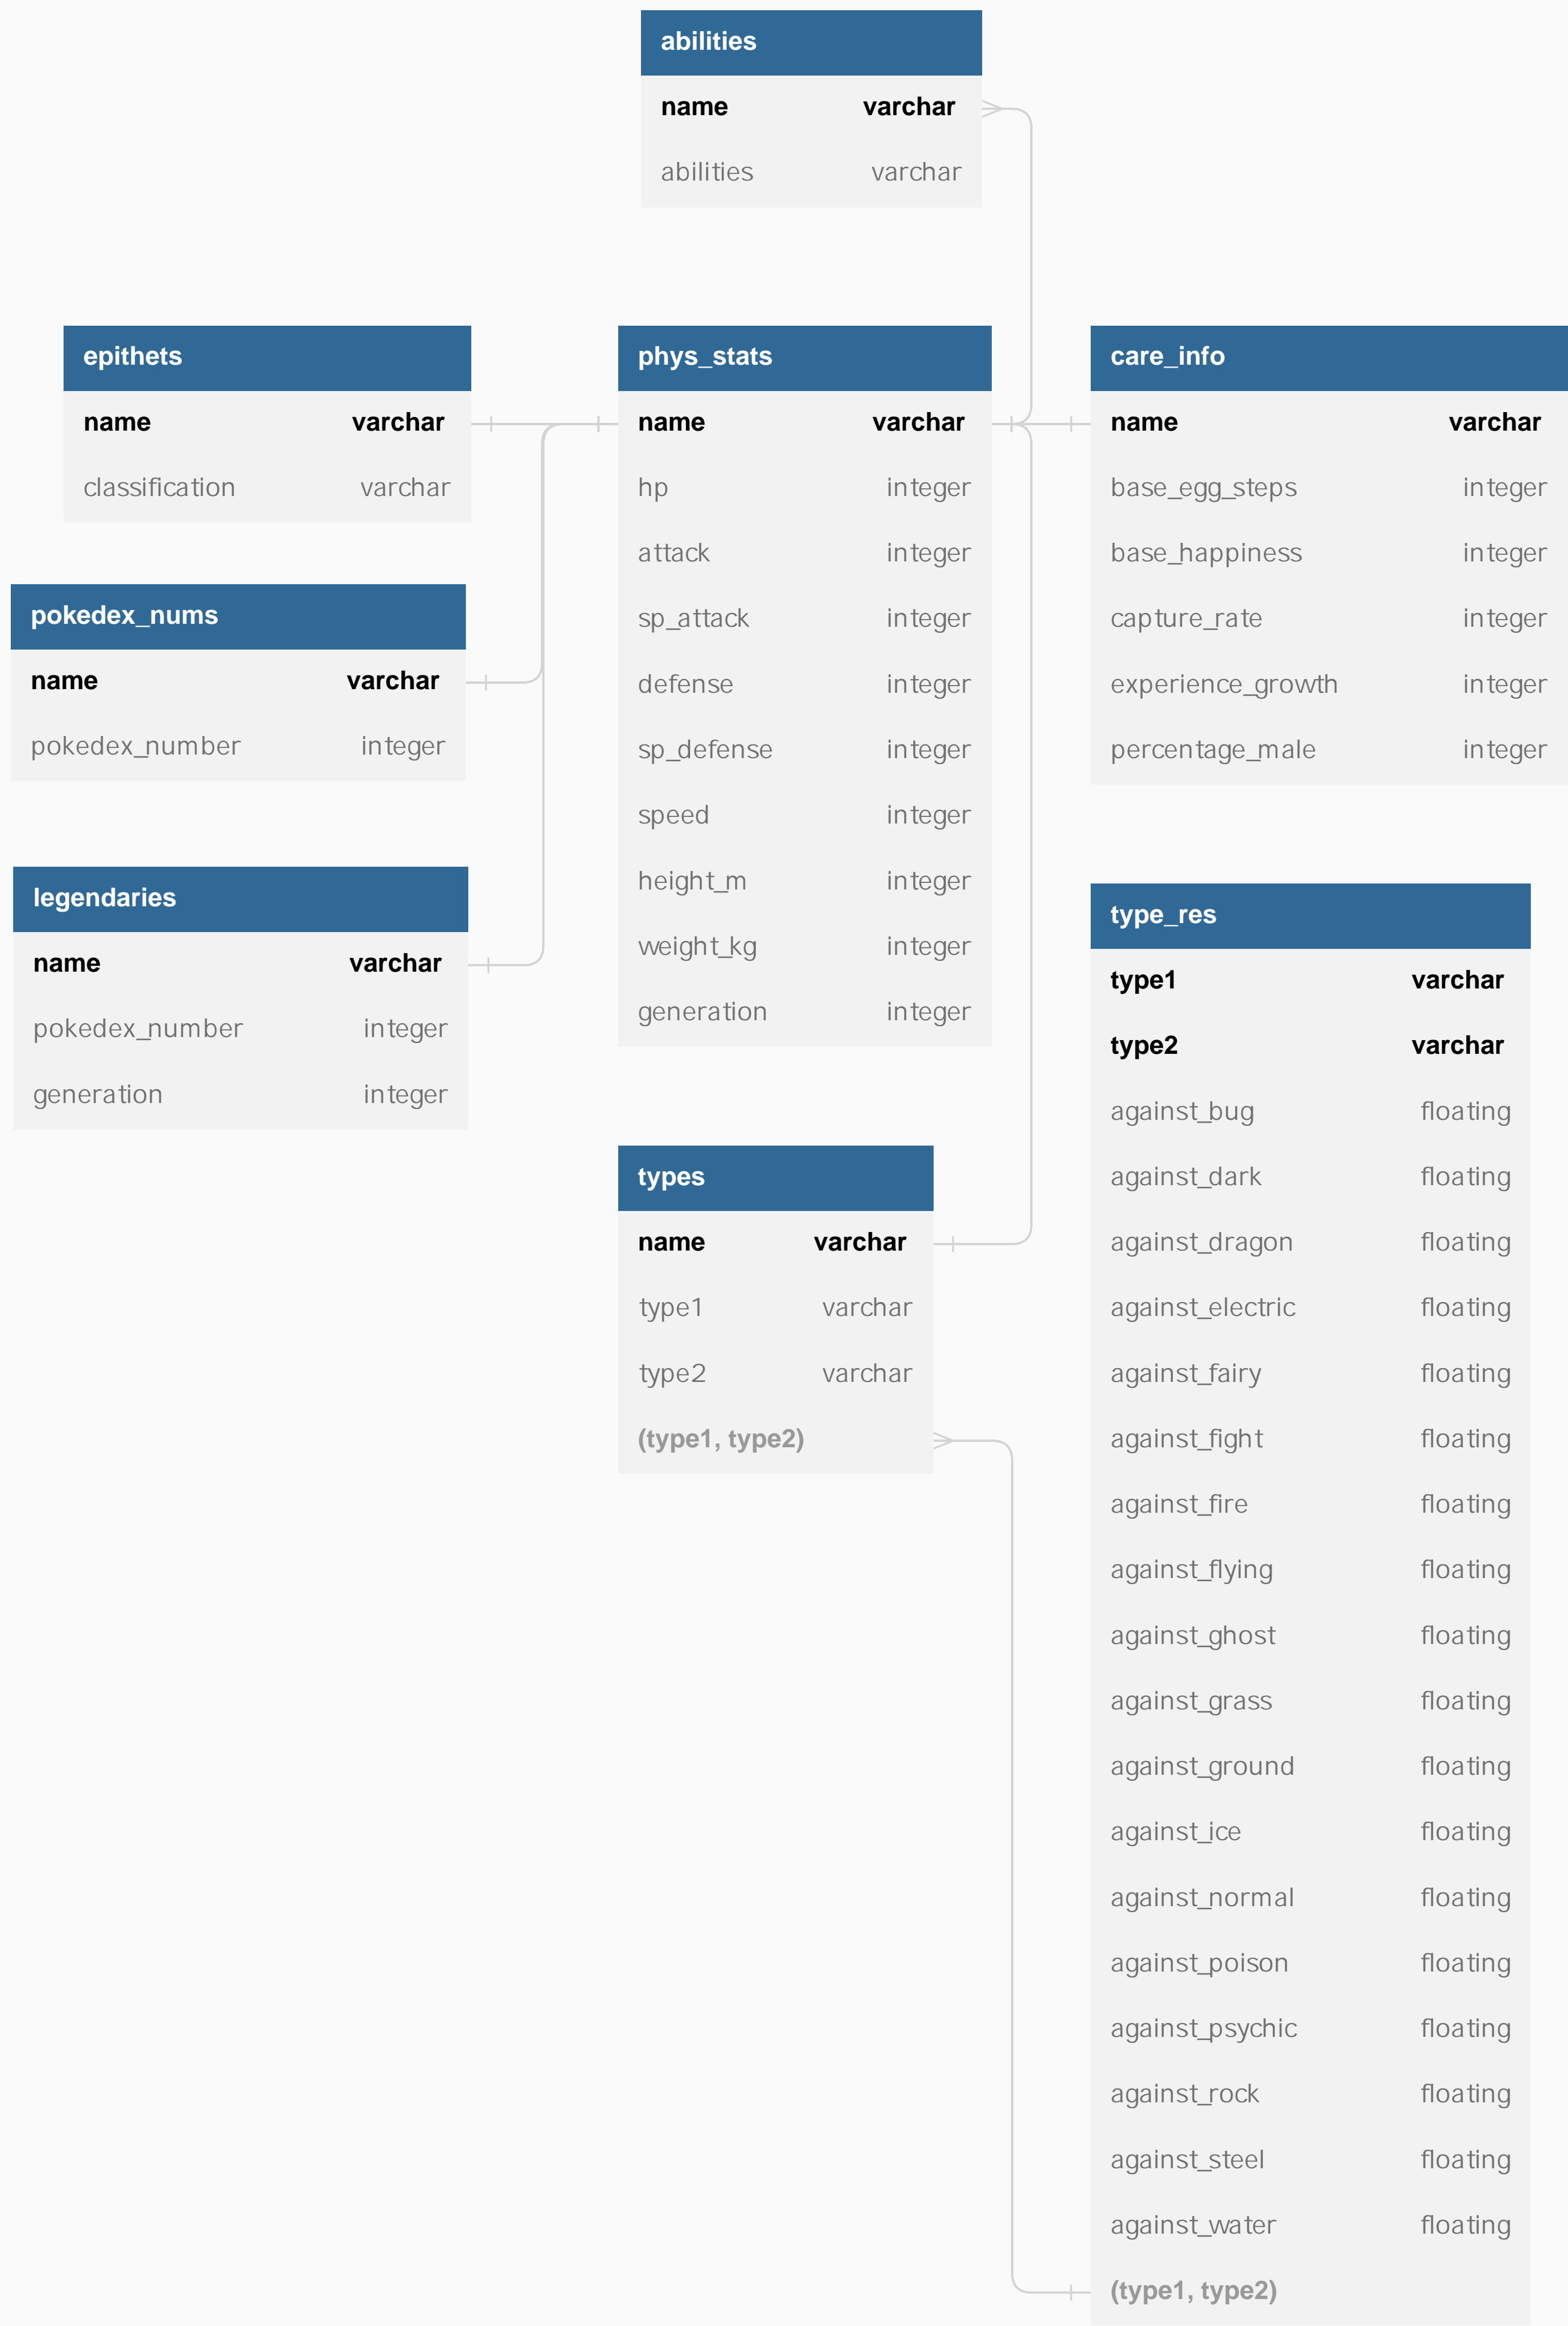 abilities
name varchar
abilities varchar
epithets
name varchar
classification varchar
phys_stats
name varchar
hp integer
attack integer
sp_attack integer
defense integer
sp_defense integer
speed integer
height_m integer
weight_kg integer
generation integer
care_info
name varchar
base_egg_steps integer
base_happiness integer
capture_rate integer
experience_growth integer
percentage_male integer
pokedex_nums
name varchar
pokedex_number integer
legendaries
name varchar
pokedex_number integer
generation integer
types
name varchar
type1 varchar
type2 varchar
(type1, type2)
type_res
type1 varchar
type2 varchar
against_bug floating
against_dark floating
against_dragon floating
against_electric floating
against_fairy floating
against_fight floating
against_fire floating
against_flying floating
against_ghost floating
against_grass floating
against_ground floating
against_ice floating
against_normal floating
against_poison floating
against_psychic floating
against_rock floating
against_steel floating
against_water floating
(type1, type2)